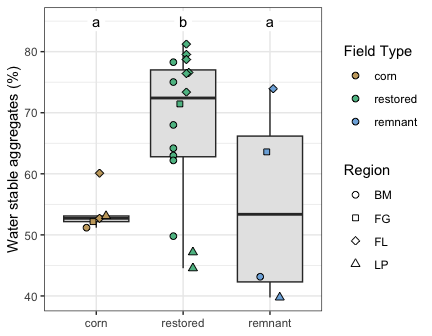 a b a
Water stable aggregates (%)
80
70
60
50
40
corn restored remnant
Field Type
corn
restored
remnant
Region
BM
FG
FL
LP